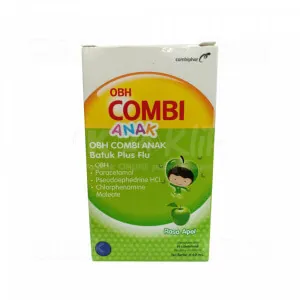 combiphar
OBH
COMBI
ANAK
OBH COMBI ANAK
Batuk Plus Flu
- OBH
- Paracetamol
- Pseudoephedrine HCl
- Chlorphenamine
Maleate
Rasa Apel